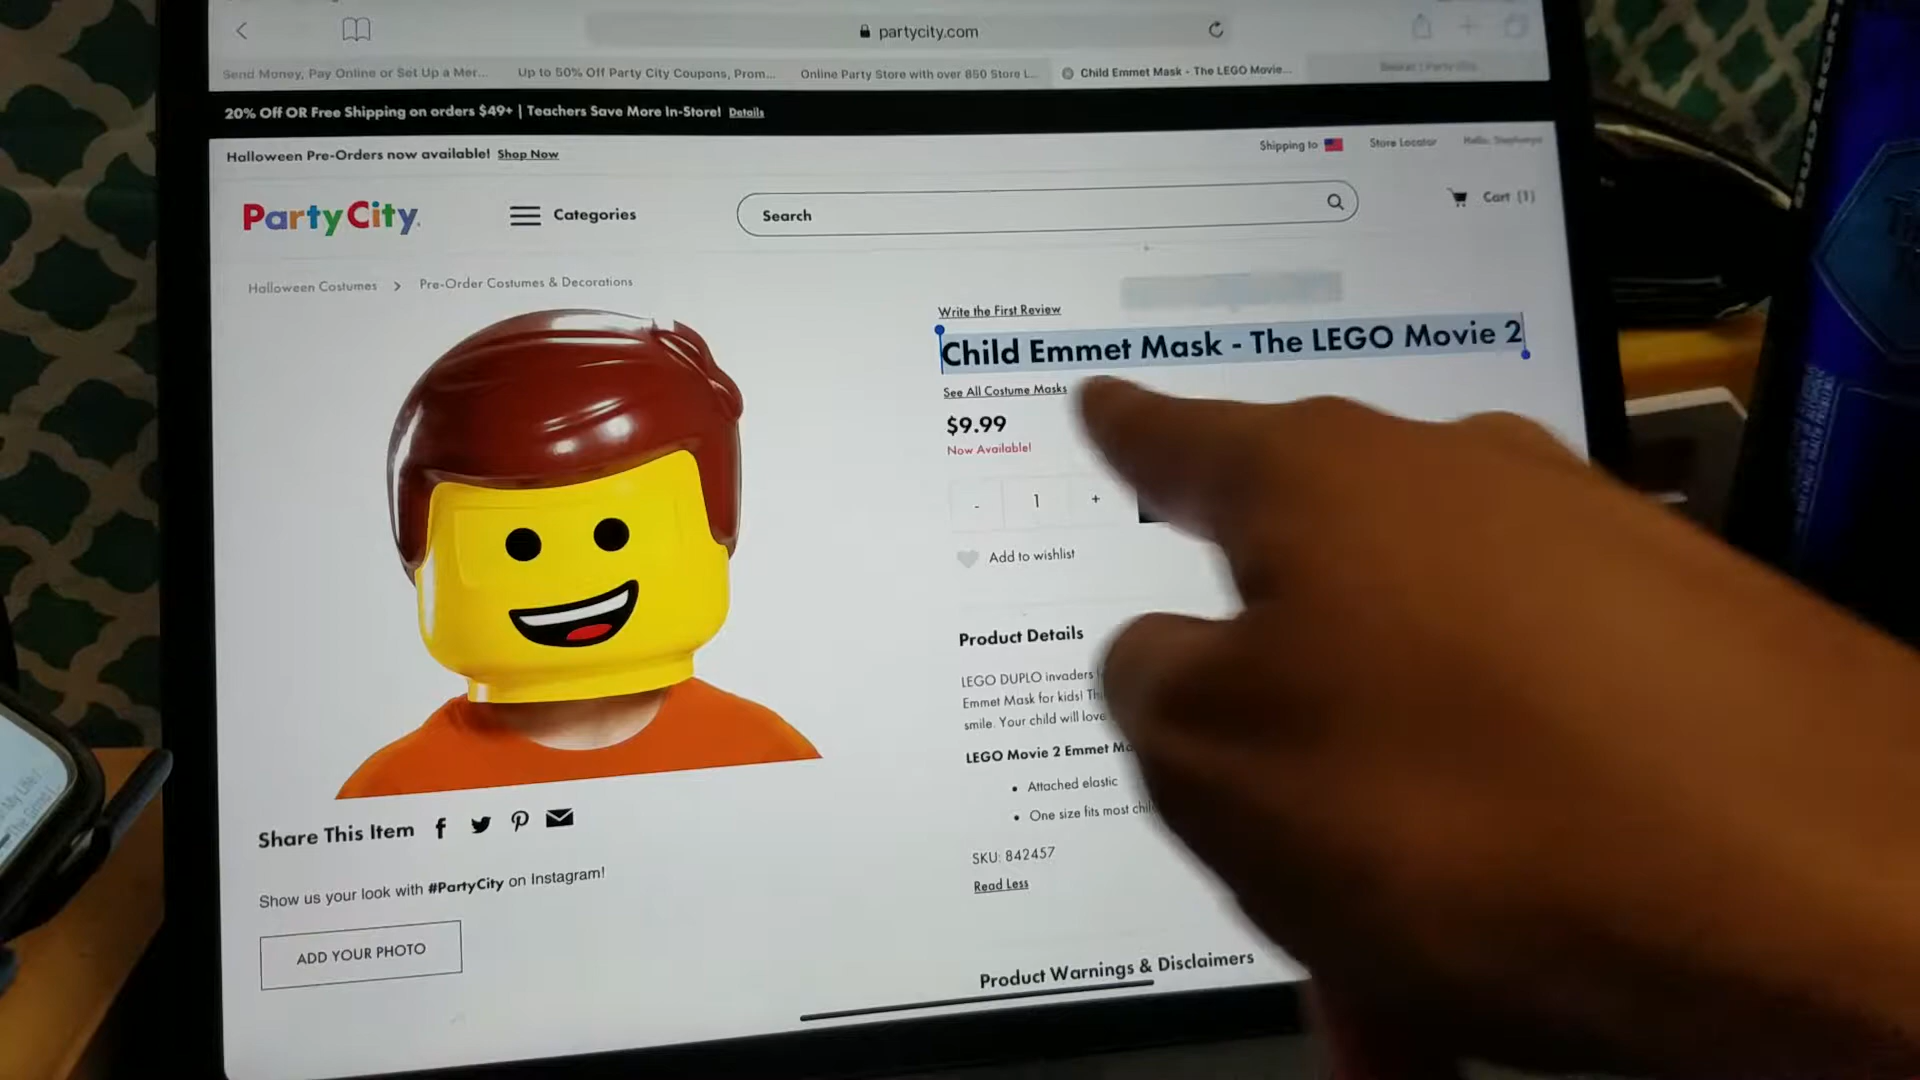 partycity.com
Send Money, Pay Online or Set Up a Mer...
Up to 50% Off Party City Coupons, Prom...
Online Party Store with over 850 Store L...
Child Emmet Mask - The LEGO Movie...
20% Off OR Free Shipping on orders $49+ | Teachers Save More In-Store! Details
Halloween Pre-Orders now available! Shop Now
Shipping to
Store Locator
Party City
Categories
Search
Cart (1)
Halloween Costumes > Pre-Order Costumes & Decorations
Write the First Review
Child Emmet Mask - The LEGO Movie 2
See All Costume Masks
$9.99
Now Available!
- 1 +
Add to wishlist
Product Details
LEGO DUPLO invaders
Emmet Mask for kids!
smile. Your child will love
LEGO Movie 2 Emmet
• Attached elastic
• One size fits most
SKU: 842457
Read Less
Share This Item
Show us your look with #PartyCity on Instagram!
ADD YOUR PHOTO
Product Warnings & Disclaimers